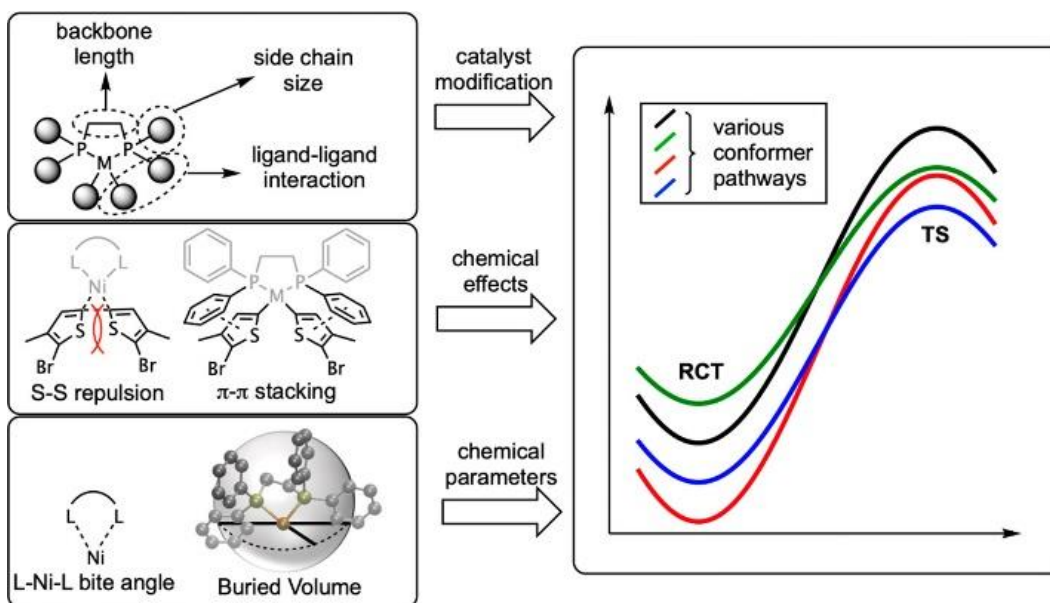 backbone
length
side chain
size
P
P
M
ligand-ligand
interaction
catalyst
modification
L
L
Ni
S
S
Br
Br
S-S repulsion
P
P
M
S
S
Br
Br
π-π stacking
chemical
effects
L
L
Ni
L-Ni-L bite angle
Buried Volume
chemical
parameters
various
conformer
pathways
TS
RCT